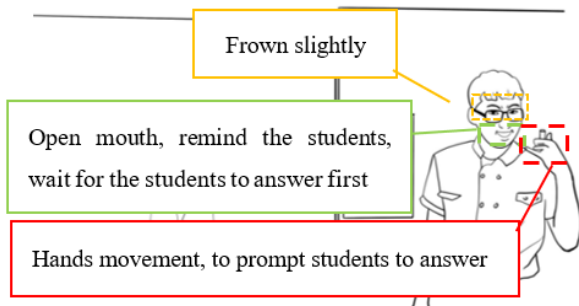 Frown slightly
Open mouth, remind the students,
wait for the students to answer first
Hands movement, to prompt students to answer